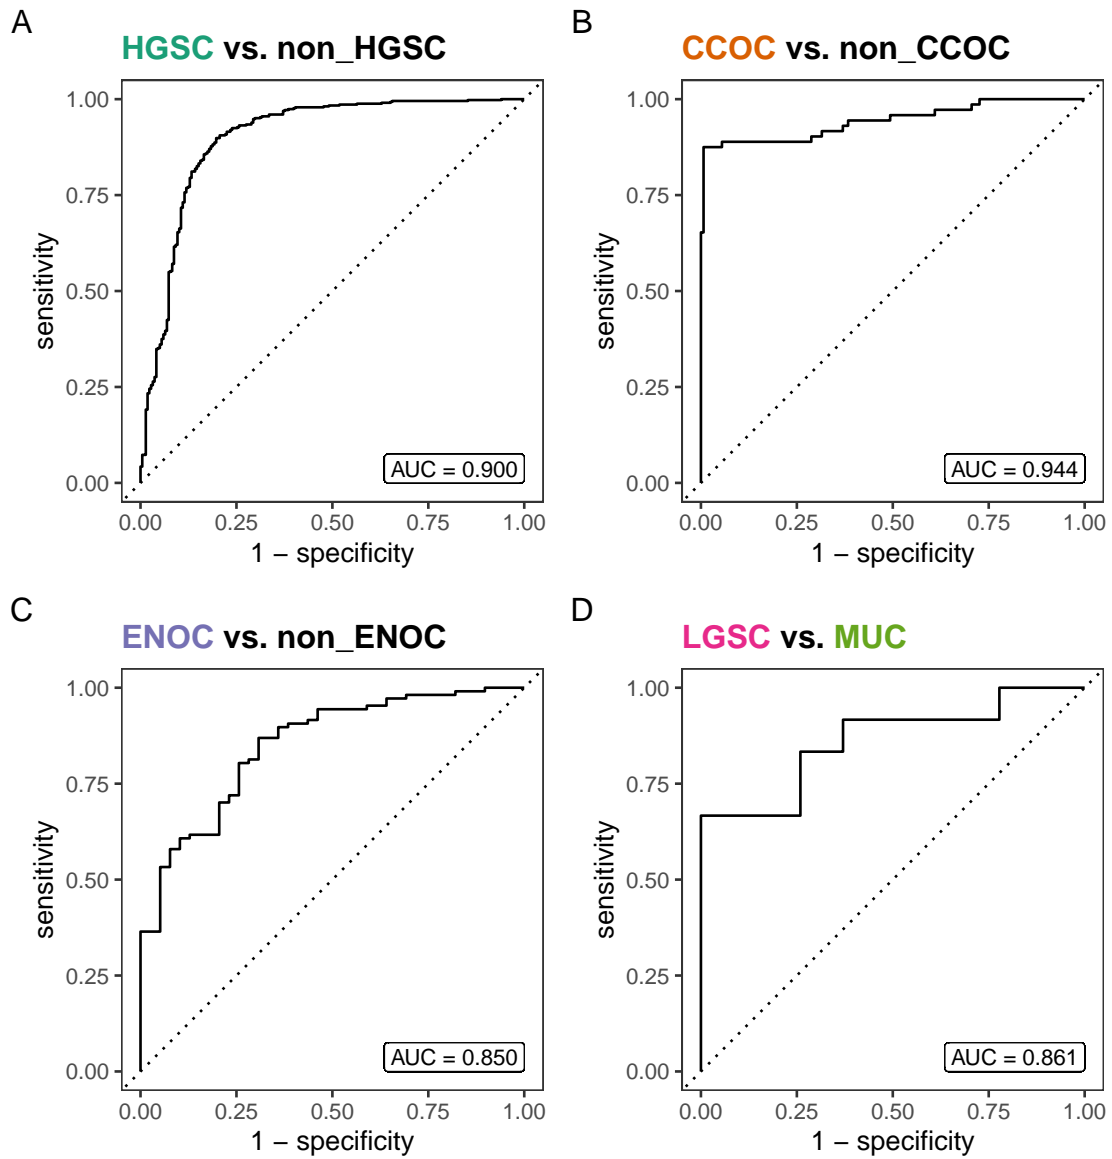 A
HGSC vs. non_HGSC
1.00
0.75
0.50
0.25
0.00
sensitivity
AUC = 0.900
0.00 0.25 0.50 0.75 1.00
1 − specificity
B
CCOC vs. non_CCOC
1.00
0.75
0.50
0.25
0.00
sensitivity
AUC = 0.944
0.00 0.25 0.50 0.75 1.00
1 − specificity
C
ENOC vs. non_ENOC
1.00
0.75
0.50
0.25
0.00
sensitivity
AUC = 0.850
0.00 0.25 0.50 0.75 1.00
1 − specificity
D
LGSC vs. MUC
1.00
0.75
0.50
0.25
0.00
sensitivity
AUC = 0.861
0.00 0.25 0.50 0.75 1.00
1 − specificity